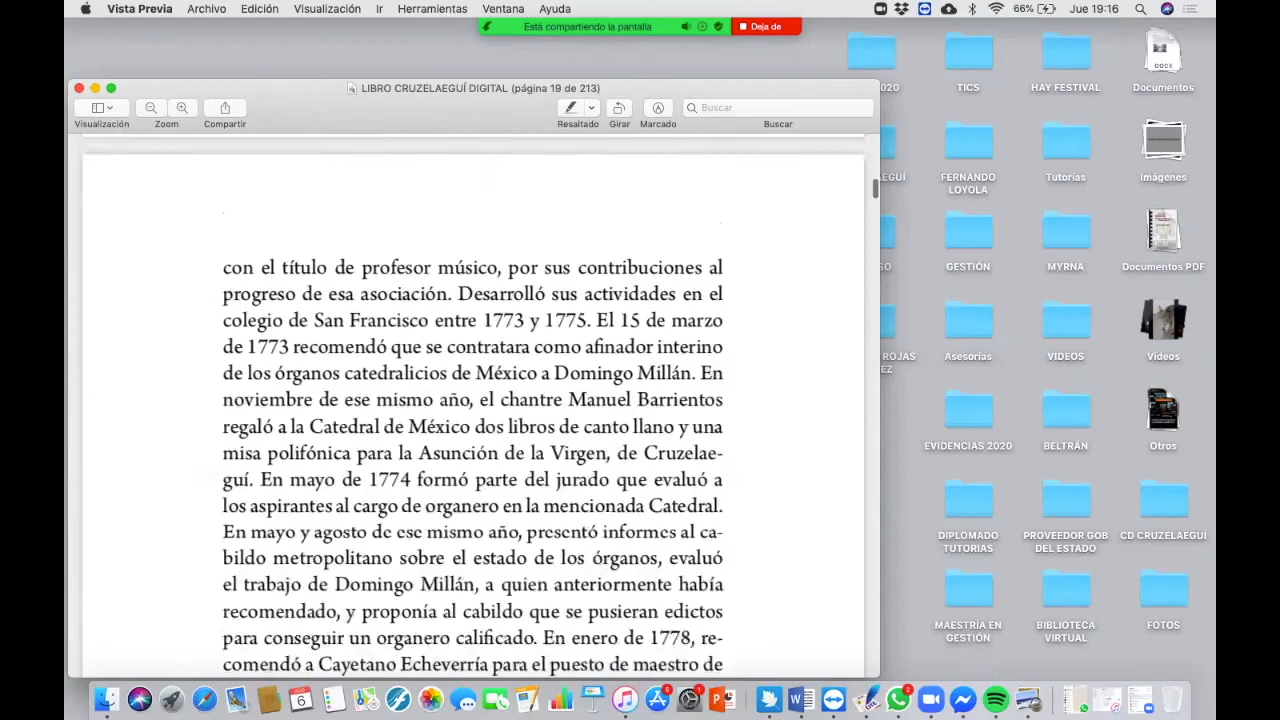 Vista Previa Archivo Edición Visualización Ir Herramientas Ventana Ayuda 66% Jue 19:16
Está compartiendo la pantalla Deja de
LIBRO CRUZELAEGUÍ DIGITAL (página 19 de 213)
Buscar
Visualización Zoom Compartir Resaltado Girar Marcado Buscar
con el título de profesor músico, por sus contribuciones al
progreso de esa asociación. Desarrolló sus actividades en el
colegio de San Francisco entre 1773 y 1775. El 15 de marzo
de 1773 recomendó que se contratara como afinador interino
de los órganos catedralicios de México a Domingo Millán. En
noviembre de ese mismo año, el chantre Manuel Barrientos
regaló a la Catedral de México dos libros de canto llano y una
misa polifónica para la Asunción de la Virgen, de Cruzelae-
guí. En mayo de 1774 formó parte del jurado que evaluó a
los aspirantes al cargo de organero en la mencionada Catedral.
En mayo y agosto de ese mismo año, presentó informes al ca-
bildo metropolitano sobre el estado de los órganos, evaluó
el trabajo de Domingo Millán, a quien anteriormente había
recomendado, y proponía al cabildo que se pusieran edictos
para conseguir un organero calificado. En enero de 1778, re-
comendó a Cayetano Echeverría para el puesto de maestro de
2020 TICS HAY FESTIVAL Documentos
DOCX
AEGUÍ FERNANDO LOYOLA Tutorías Imágenes
SO GESTIÓN MYRNA Documentos PDF
ROJAS
EZ
Asesorías VIDEOS Videos
EVIDENCIAS 2020 BELTRÁN Otros
DIPLOMADO TUTORIAS PROVEEDOR GOB DEL ESTADO CD CRUZELAEGUÍ
MAESTRÍA EN GESTIÓN BIBLIOTECA VIRTUAL FOTOS
6